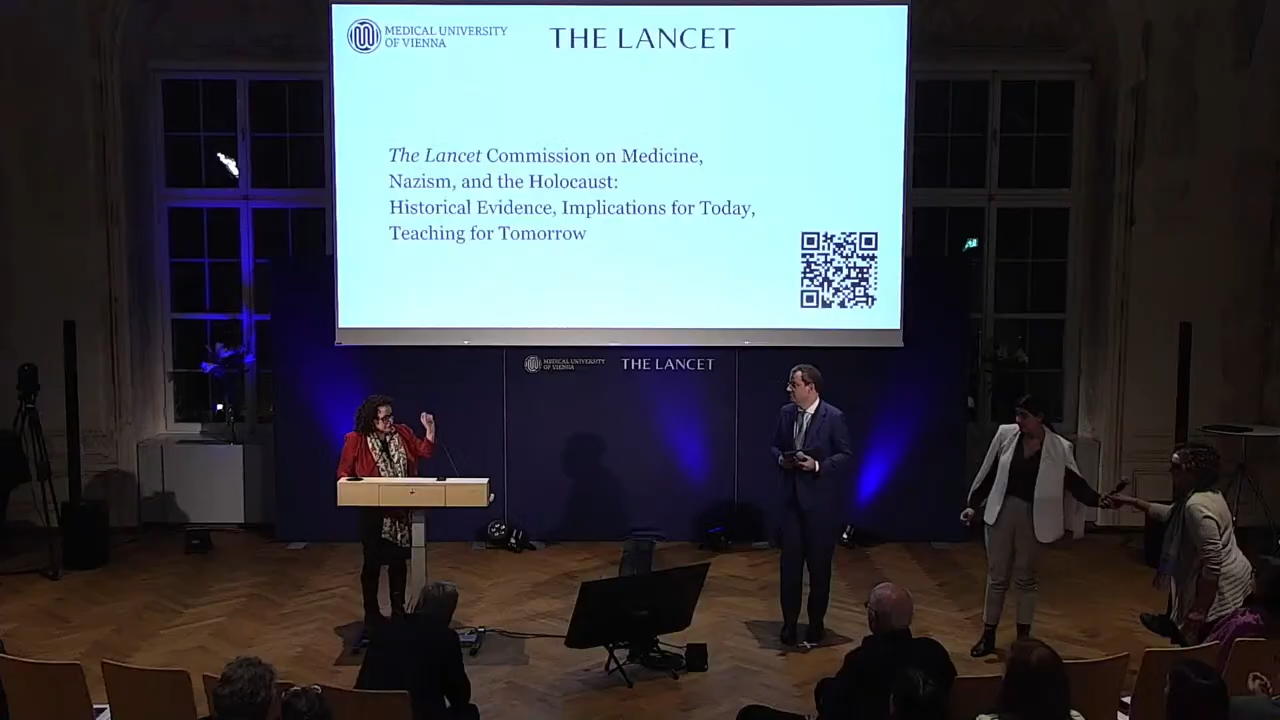 MEDICAL UNIVERSITY
OF VIENNA
THE LANCET
The Lancet Commission on Medicine,
Nazism, and the Holocaust:
Historical Evidence, Implications for Today,
Teaching for Tomorrow
MEDICAL UNIVERSITY
OF VIENNA
THE LANCET